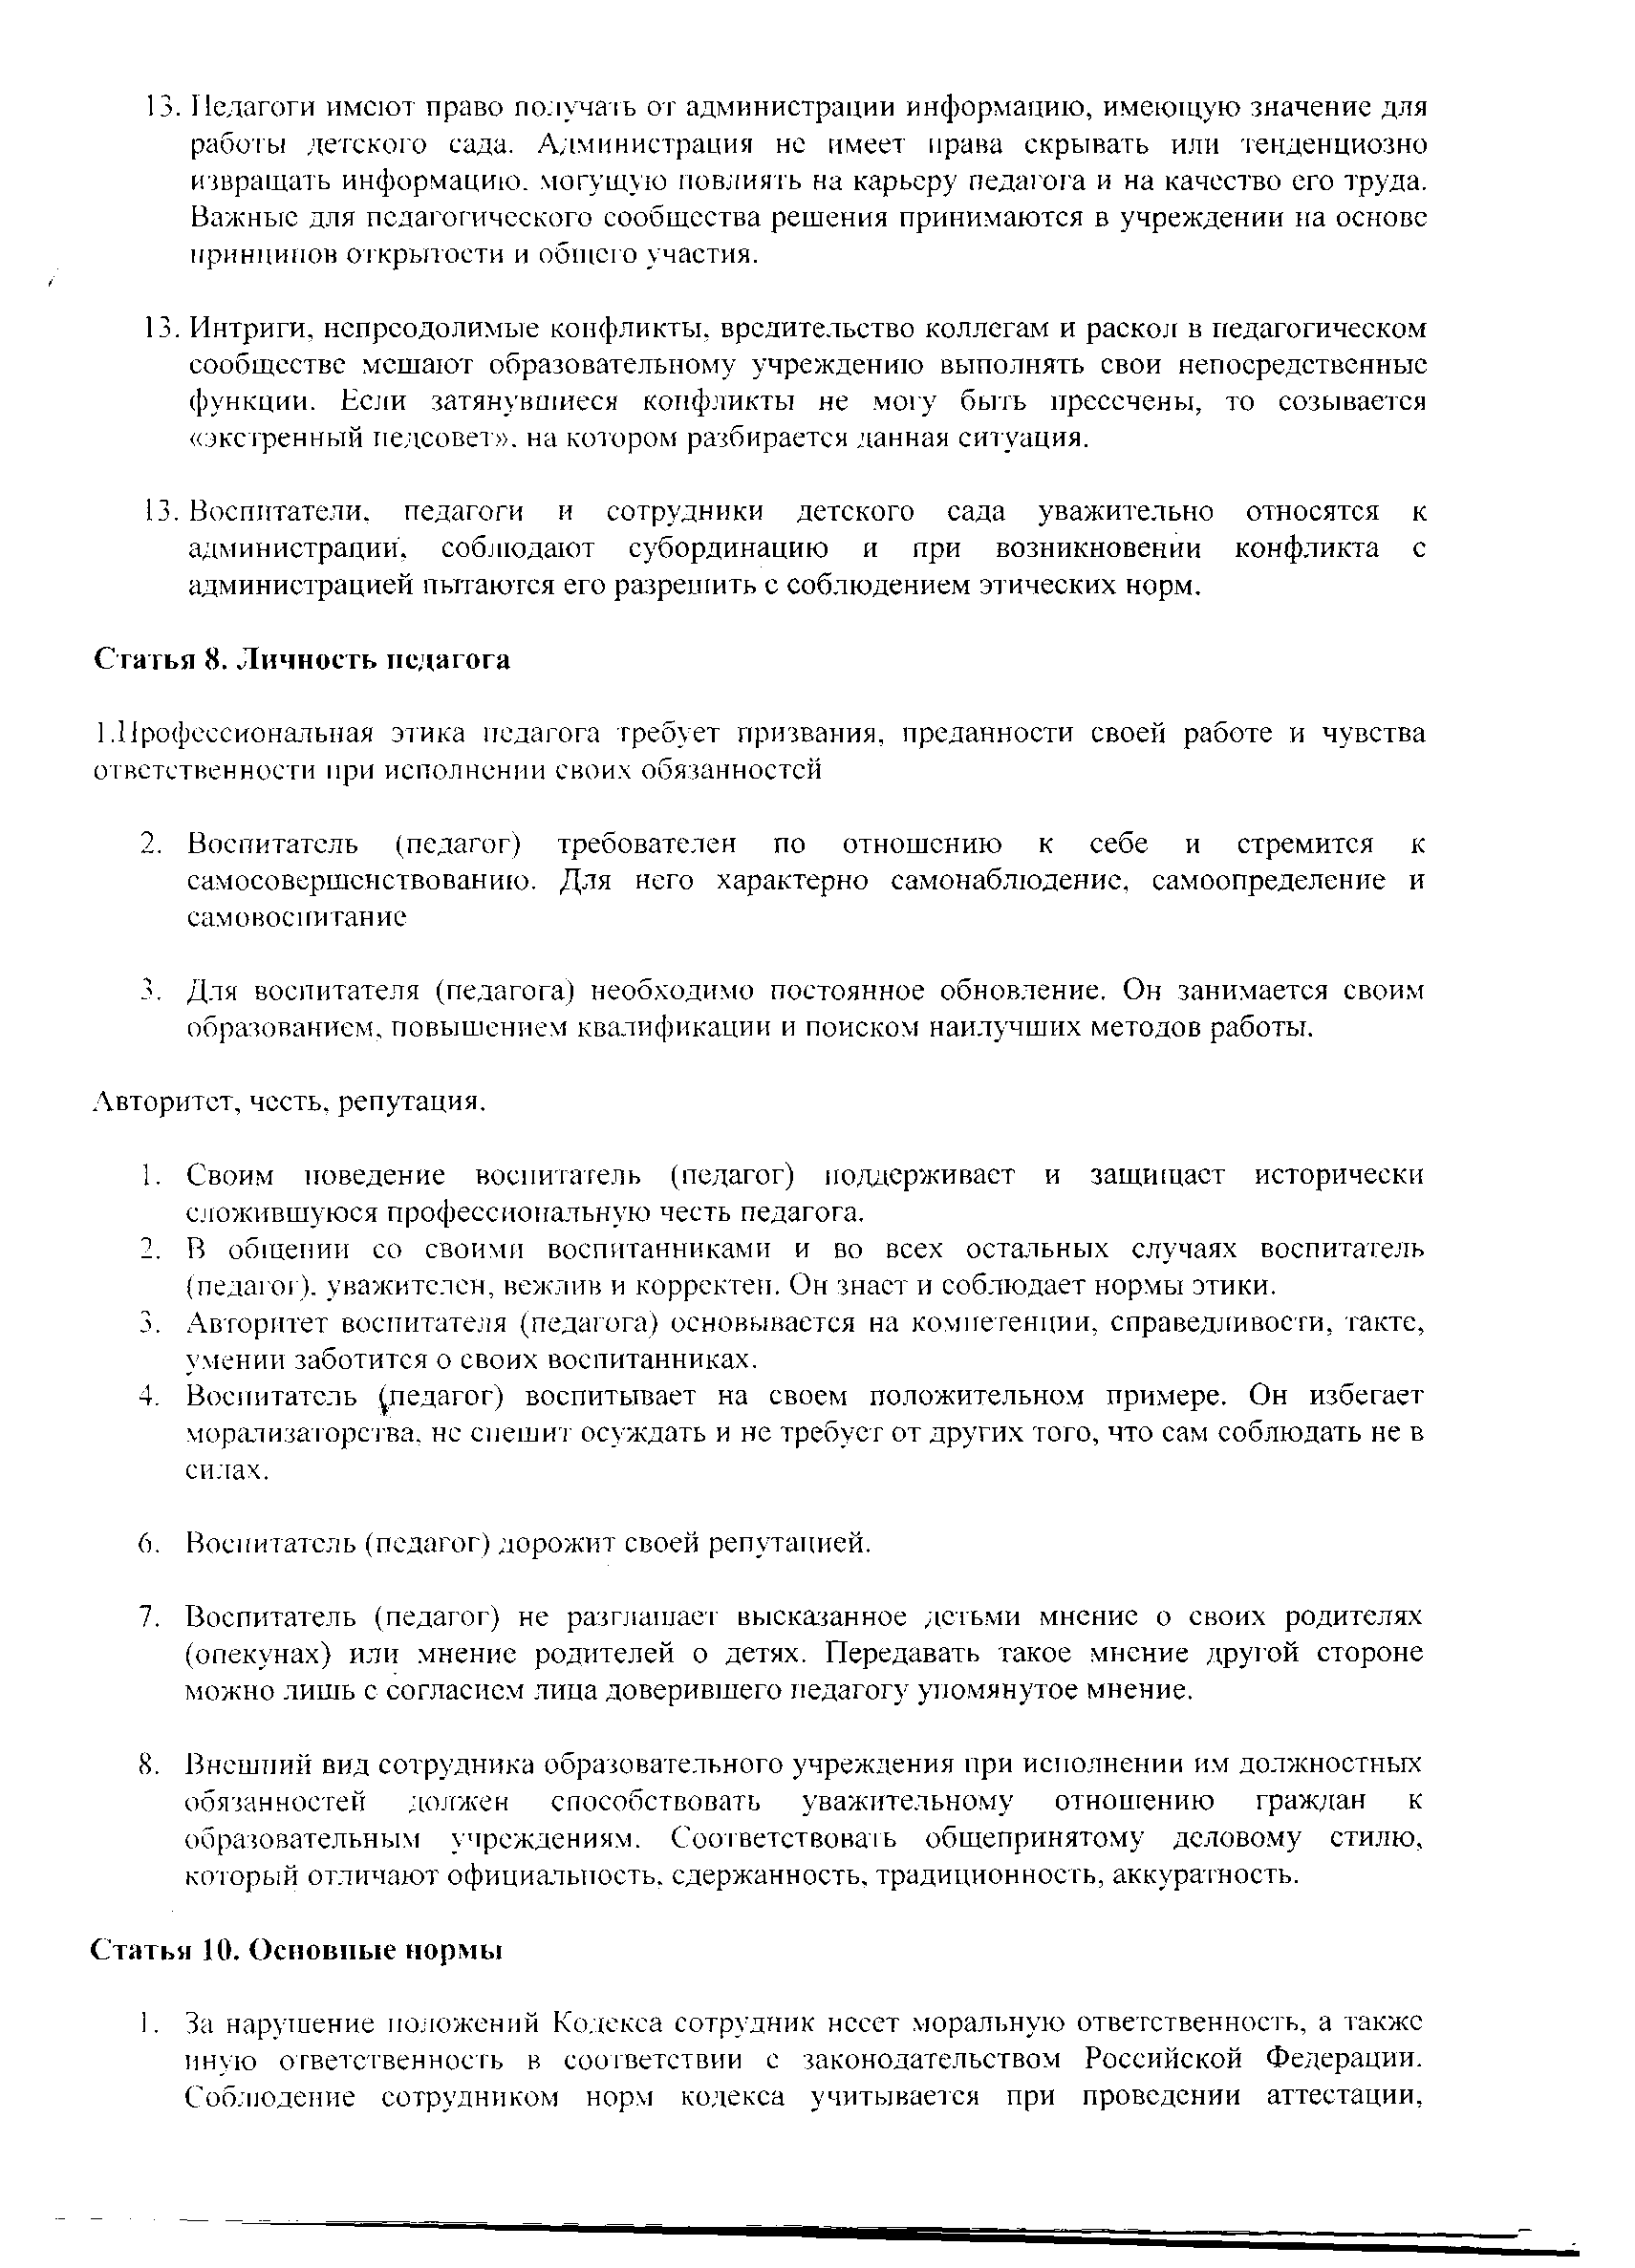 13. Педагоги имеют право получать от администрации информацию, имеющую значение для
работы детского сада. Администрация не имеет права скрывать или тенденциозно
извращать информацию. могущую повлиять на карьеру педагога и на качество его труда.
Важные для педагогического сообщества решения принимаются в учреждении на основе
принципов открытости и общего участия.
13. Интриги, непреодолимые конфликты, вредительство коллегам и раскол в педагогическом
сообществе мешают образовательному учреждению выполнять свои непосредственные
функции. Если затянувшиеся конфликты не могу быть пресечены, то созывается
«экстренный педсовет». на котором разбирается данная ситуация.
13. Воспитатели, педагоги и сотрудники детского сада уважительно относятся к
администрации, соблюдают субординацию и при возникновении конфликта с
администрацией пытаются его разрешить с соблюдением этических норм.
Статья 8. Личность педагога
1.Профессиональная этика педагога требует призвания, преданности своей работе и чувства
ответственности при исполнении своих обязанностей
2. Воспитатель (педагог) требователен по отношению к себе и стремится к
самосовершенствованию. Для него характерно самонаблюдение, самоопределение и
самовоспитание
3. Для воспитателя (педагога) необходимо постоянное обновление. Он занимается своим
образованием, повышением квалификации и поиском наилучших методов работы.
Авторитет, честь, репутация.
1. Своим поведение воспитатель (педагог) поддерживает и защищает исторически
сложившуюся профессиональную честь педагога.
2. В общении со своими воспитанниками и во всех остальных случаях воспитатель
(педагог). уважителен, вежлив и корректен. Он знает и соблюдает нормы этики.
3. Авторитет воспитателя (педагога) основывается на компетенции, справедливости, такте,
умении заботится о своих воспитанниках.
4. Воспитатель (педагог) воспитывает на своем положительном примере. Он избегает
морализаторства, не спешит осуждать и не требует от других того, что сам соблюдать не в
силах.
6. Воспитатель (педагог) дорожит своей репутацией.
7. Воспитатель (педагог) не разглашает высказанное детьми мнение о своих родителях
(опекунах) или мнение родителей о детях. Передавать такое мнение другой стороне
можно лишь с согласием лица доверившего педагогу упомянутое мнение.
8. Внешний вид сотрудника образовательного учреждения при исполнении им должностных
обязанностей должен способствовать уважительному отношению граждан к
образовательным учреждениям. Соответствовать общепринятому деловому стилю,
который отличают официальность, сдержанность, традиционность, аккуратность.
Статья 10. Основные нормы
1. За нарушение положений Кодекса сотрудник несет моральную ответственность, а также
иную ответственность в соответствии с законодательством Российской Федерации.
Соблюдение сотрудником норм кодекса учитывается при проведении аттестации,